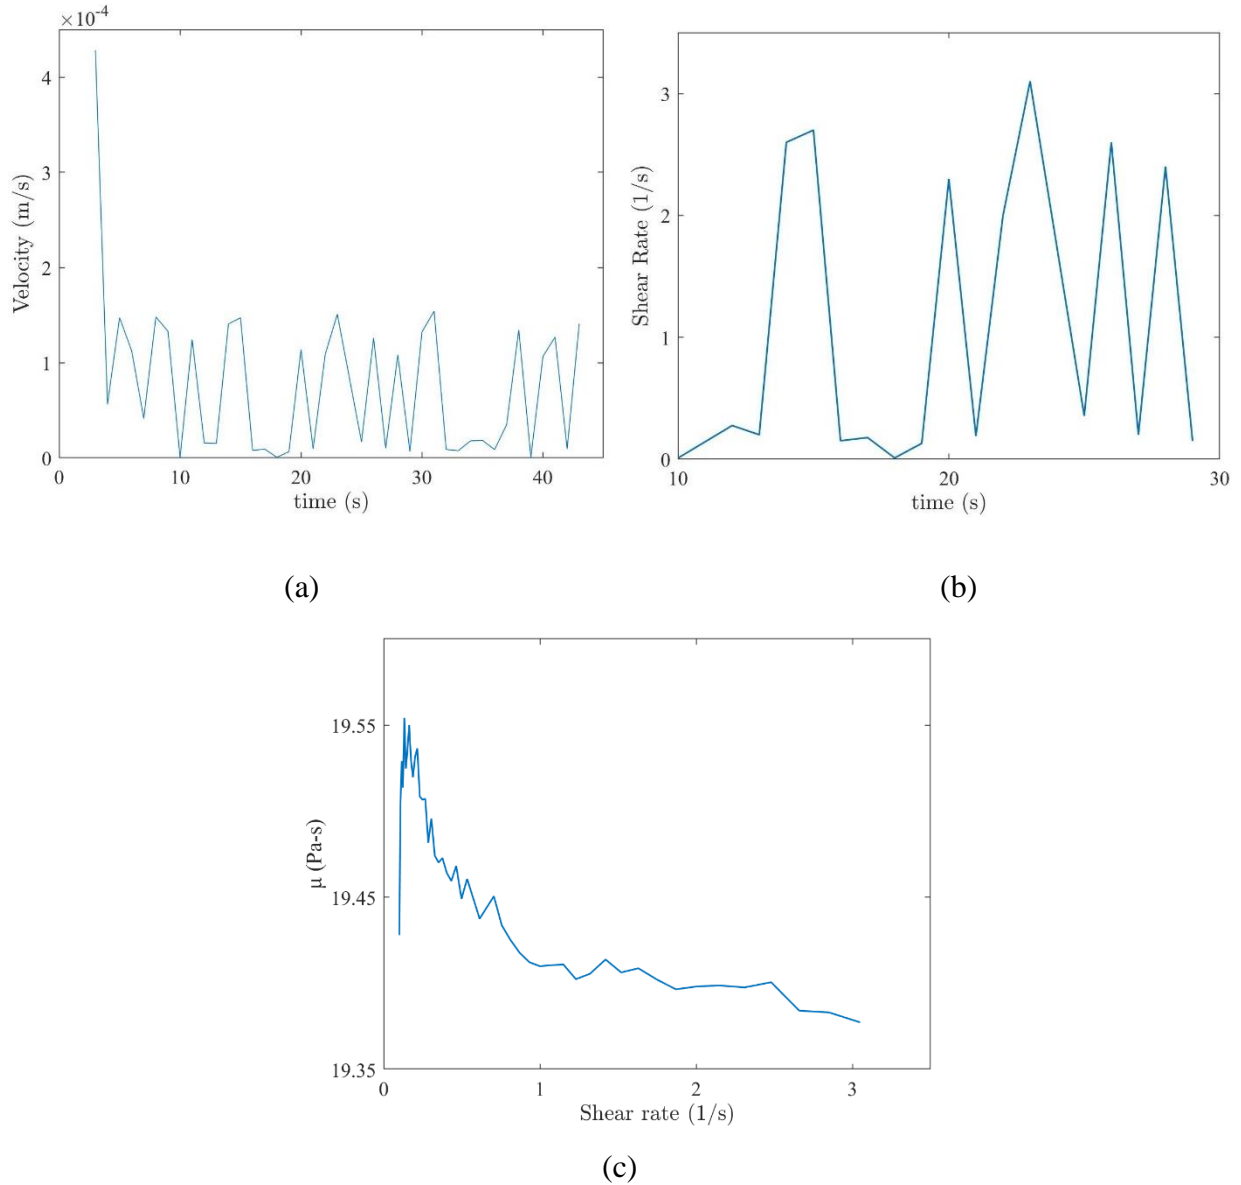 ×10-4
4
3
2
1
0
Velocity (m/s)
0 10 20 30 40
time (s)
(a)
3
2
1
0
Shear Rate (1/s)
10 20 30
time (s)
(b)
19.55
19.45
19.35
μ (Pa-s)
0 1 2 3
Shear rate (1/s)
(c)